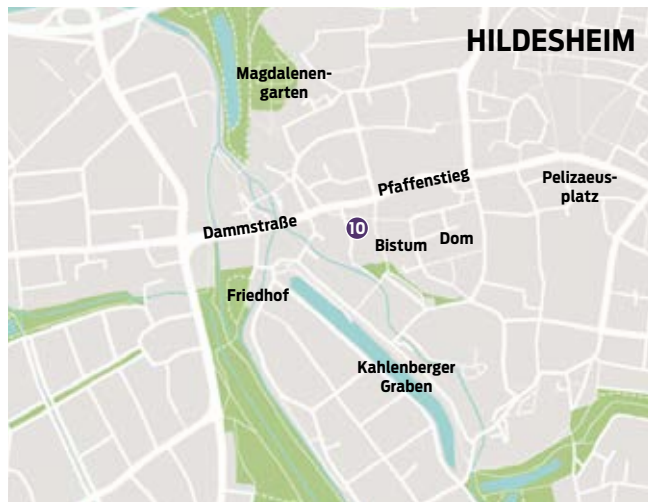 HILDESHEIM
Magdalenen-
garten
Pfaffenstieg
Pelizaeus-
platz
Dammstraße
10
Bistum
Dom
Friedhof
Kahlenberger
Graben